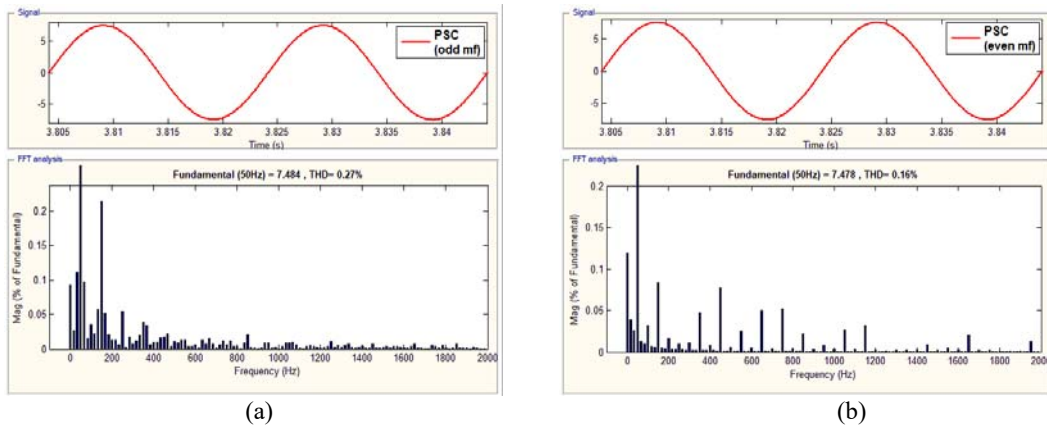 Signal
5
0
-5
PSC
(odd mf)
3.805 3.81 3.815 3.82 3.825 3.83 3.835 3.84
Time (s)
FFT analysis
Fundamental (50Hz) = 7.484 , THD= 0.27%
Mag (% of Fundamental)
0.2
0.15
0.1
0.05
0
0 200 400 600 800 1000 1200 1400 1600 1800 2000
Frequency (Hz)
(a)
Signal
5
0
-5
PSC
(even mf)
3.805 3.81 3.815 3.82 3.825 3.83 3.835 3.84
Time (s)
FFT analysis
Fundamental (50Hz) = 7.478 , THD= 0.16%
Mag (% of Fundamental)
0.2
0.15
0.1
0.05
0
0 200 400 600 800 1000 1200 1400 1600 1800 200
Frequency (Hz)
(b)